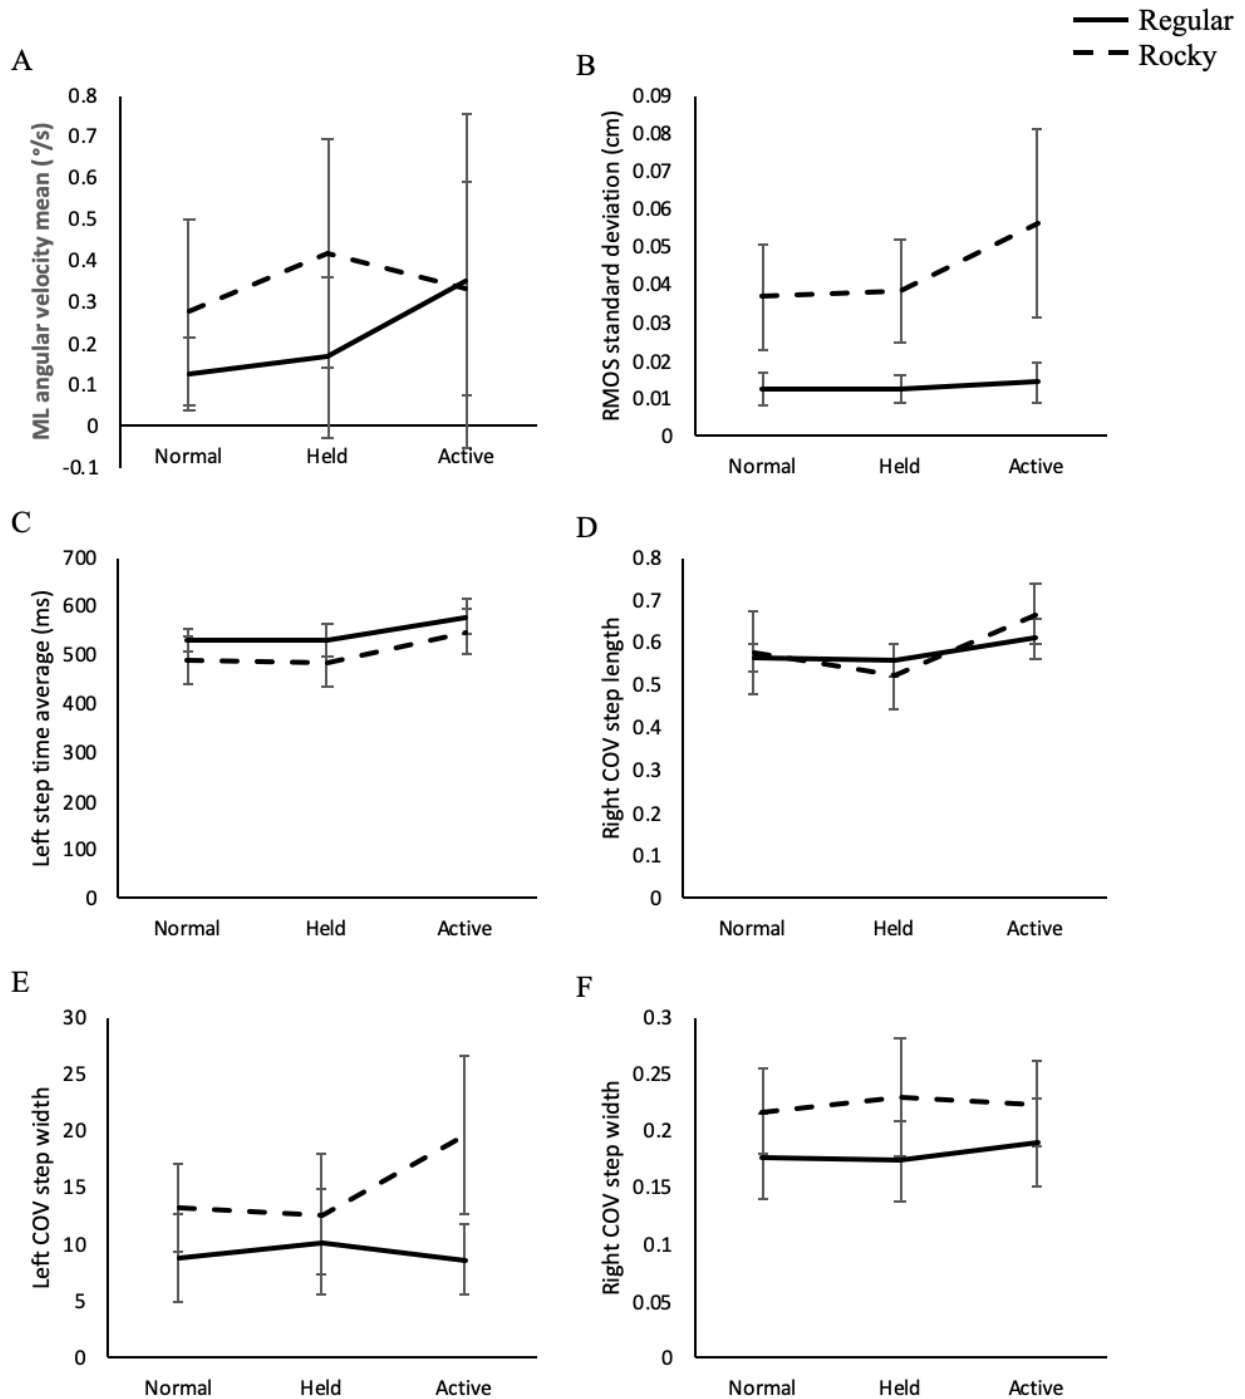 Regular
Rocky
A
ML angular velocity mean (°/s)
0.8
0.7
0.6
0.5
0.4
0.3
0.2
0.1
0
-0.1
Normal Held Active
B
RMOS standard deviation (cm)
0.09
0.08
0.07
0.06
0.05
0.04
0.03
0.02
0.01
0
Normal Held Active
C
Left step time average (ms)
700
600
500
400
300
200
100
0
Normal Held Active
D
Right COV step length
0.8
0.7
0.6
0.5
0.4
0.3
0.2
0.1
0
Normal Held Active
E
Left COV step width
30
25
20
15
10
5
0
Normal Held Active
F
Right COV step width
0.3
0.25
0.2
0.15
0.1
0.05
0
Normal Held Active